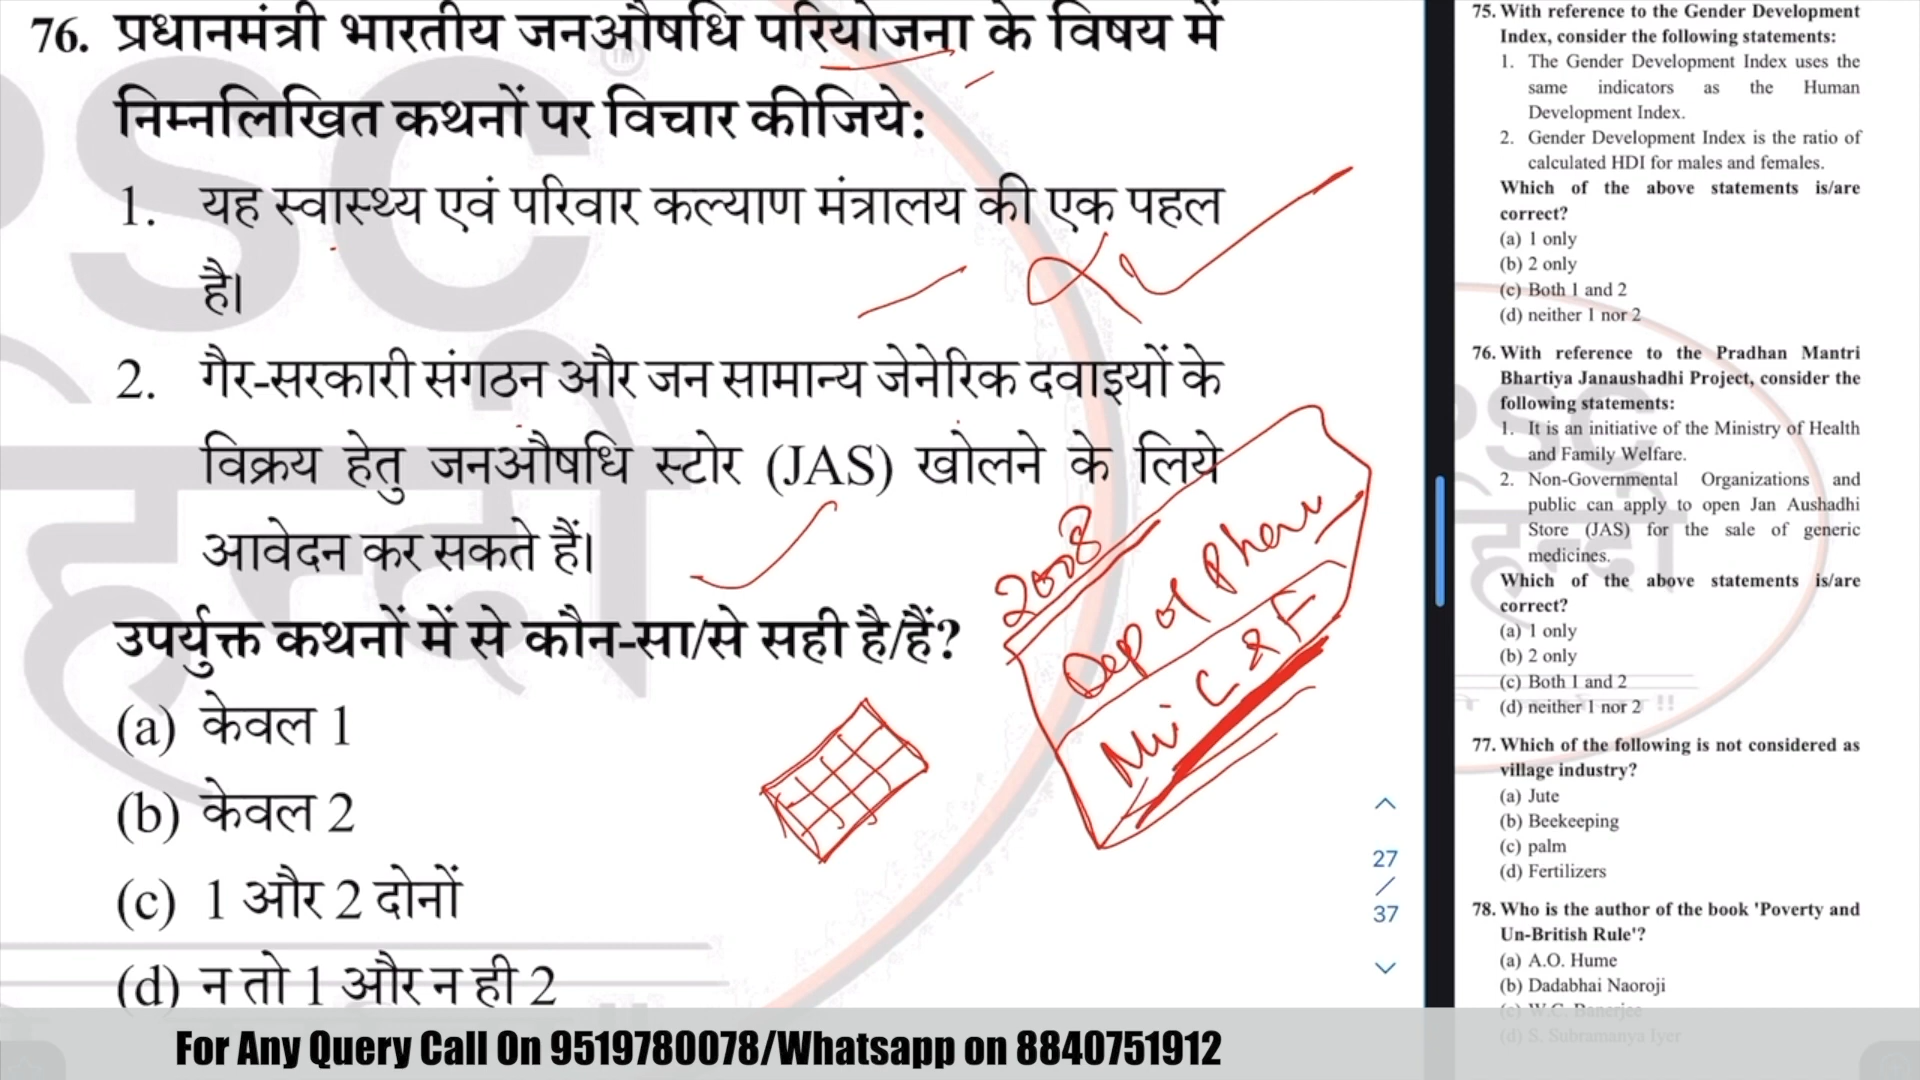 76. प्रधानमंत्री भारतीय जनऔषधि परियोजना के विषय में
निम्नलिखित कथनों पर विचार कीजिये:
1. यह स्वास्थ्य एवं परिवार कल्याण मंत्रालय की एक पहल
है।
2. गैर-सरकारी संगठन और जन सामान्य जेनेरिक दवाइयों के
विक्रय हेतु जनऔषधि स्टोर (JAS) खोलने के लिये
आवेदन कर सकते हैं।
उपर्युक्त कथनों में से कौन-सा/से सही है/हैं?
(a) केवल 1
(b) केवल 2
(c) 1 और 2 दोनों
(d) न तो 1 और न ही 2
2008
Dep of Phar
Mi C & F
27
/
37
75. With reference to the Gender Development
Index, consider the following statements:
1. The Gender Development Index uses the
same indicators as the Human
Development Index.
2. Gender Development Index is the ratio of
calculated HDI for males and females.
Which of the above statements is/are
correct?
(a) 1 only
(b) 2 only
(c) Both 1 and 2
(d) neither 1 nor 2
76. With reference to the Pradhan Mantri
Bhartiya Janaushadhi Project, consider the
following statements:
1. It is an initiative of the Ministry of Health
and Family Welfare.
2. Non-Governmental Organizations and
public can apply to open Jan Aushadhi
Store (JAS) for the sale of generic
medicines.
Which of the above statements is/are
correct?
(a) 1 only
(b) 2 only
(c) Both 1 and 2
(d) neither 1 nor 2
77. Which of the following is not considered as
village industry?
(a) Jute
(b) Beekeeping
(c) palm
(d) Fertilizers
78. Who is the author of the book 'Poverty and
Un-British Rule'?
(a) A.O. Hume
(b) Dadabhai Naoroji
(c) W.C. Banerjee
(d) S. Subramanya Iyer
For Any Query Call On 9519780078/Whatsapp on 8840751912